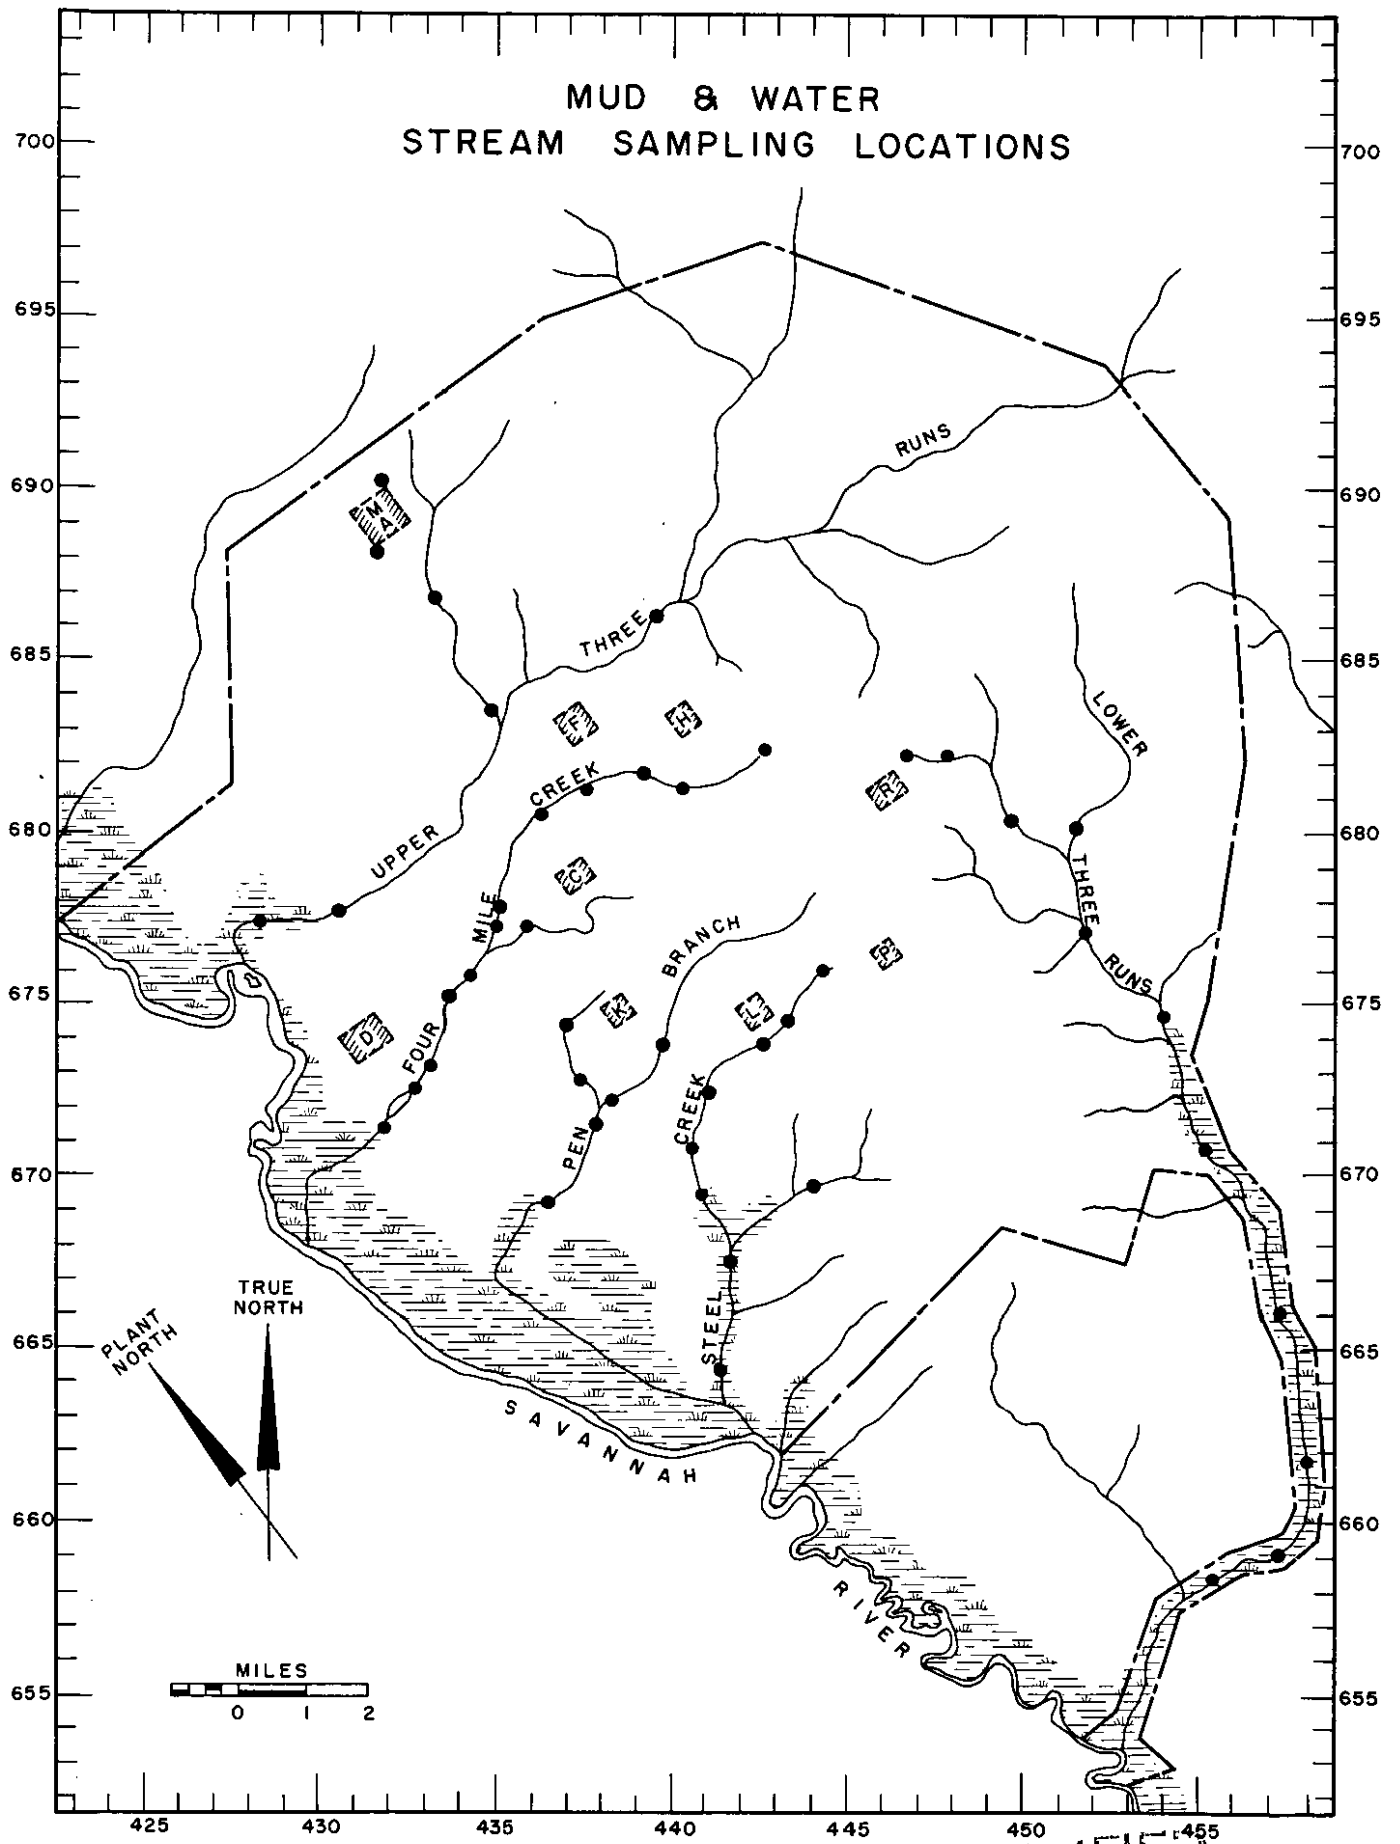 MUD & WATER
STREAM SAMPLING LOCATIONS
700
700
695
695
RUNS
690
690
M
A
THREE
685
685
LOWER
F
H
CREEK
R
680
680
UPPER
C
THREE
MILE
BRANCH
P
RUNS
675
675
K
L
D
FOUR
CREEK
PEN
670
670
TRUE
NORTH
PLANT
NORTH
STEEL
665
665
SAVANNAH
660
660
RIVER
MILES
0 1 2
655
655
425 430 435 440 445 450 455